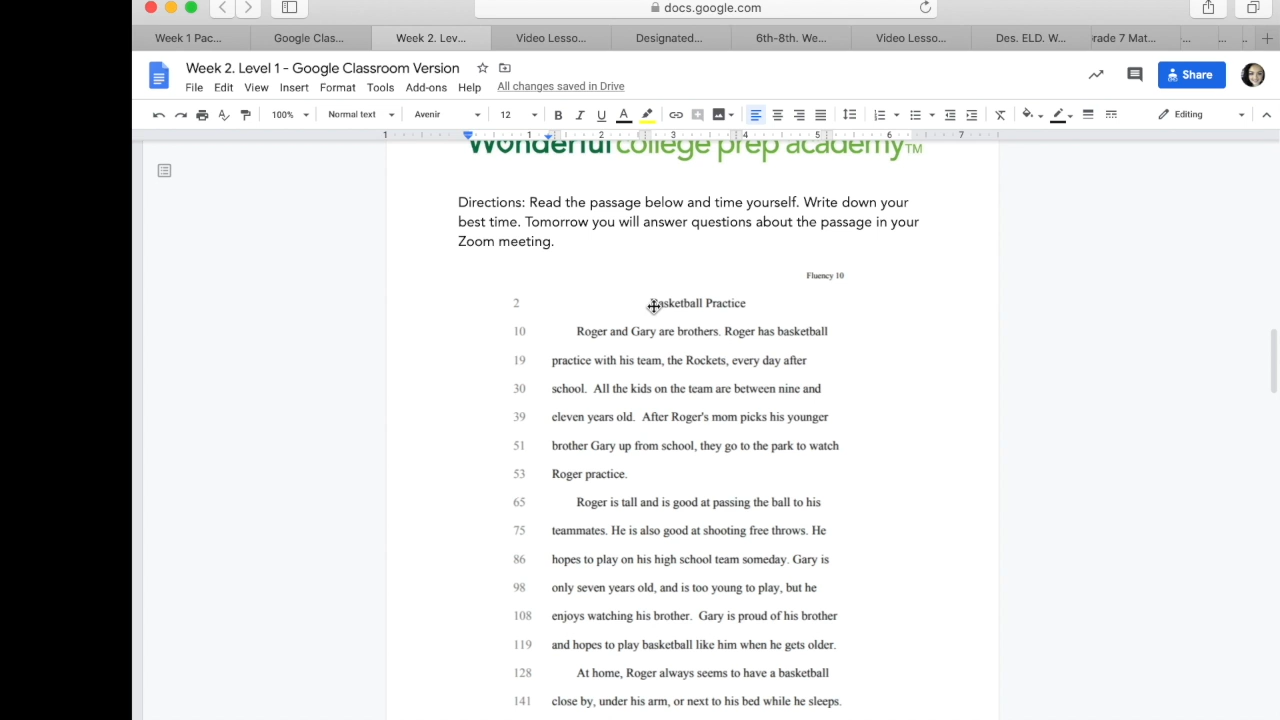 docs.google.com
Week 1 Pac... Google Clas... Week 2. Lev... Video Lesso... Designated... 6th-8th. We... Video Lesso... Des. ELD. W... rade 7 Mat... ... ... ...
Week 2. Level 1 - Google Classroom Version
Share
File Edit View Insert Format Tools Add-ons Help All changes saved in Drive
100% Normal text Avenir 12 B I U A Editing
1 1 2 3 4 5 6 7
Wonderful college prep academy TM
Directions: Read the passage below and time yourself. Write down your
best time. Tomorrow you will answer questions about the passage in your
Zoom meeting.
Fluency 10
2 Basketball Practice
10 Roger and Gary are brothers. Roger has basketball
19 practice with his team, the Rockets, every day after
30 school. All the kids on the team are between nine and
39 eleven years old. After Roger's mom picks his younger
51 brother Gary up from school, they go to the park to watch
53 Roger practice.
65 Roger is tall and is good at passing the ball to his
75 teammates. He is also good at shooting free throws. He
86 hopes to play on his high school team someday. Gary is
98 only seven years old, and is too young to play, but he
108 enjoys watching his brother. Gary is proud of his brother
119 and hopes to play basketball like him when he gets older.
128 At home, Roger always seems to have a basketball
141 close by, under his arm, or next to his bed while he sleeps.